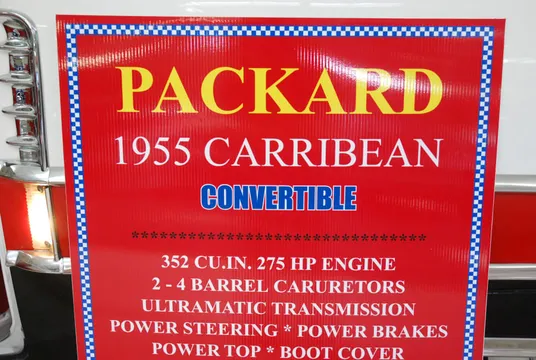 PACKARD
1955 CARRIBEAN
CONVERTIBLE
********************************
352 CU.IN. 275 HP ENGINE
2 - 4 BARREL CARURETORS
ULTRAMATIC TRANSMISSION
POWER STEERING * POWER BRAKES
POWER TOP * BOOT COVER